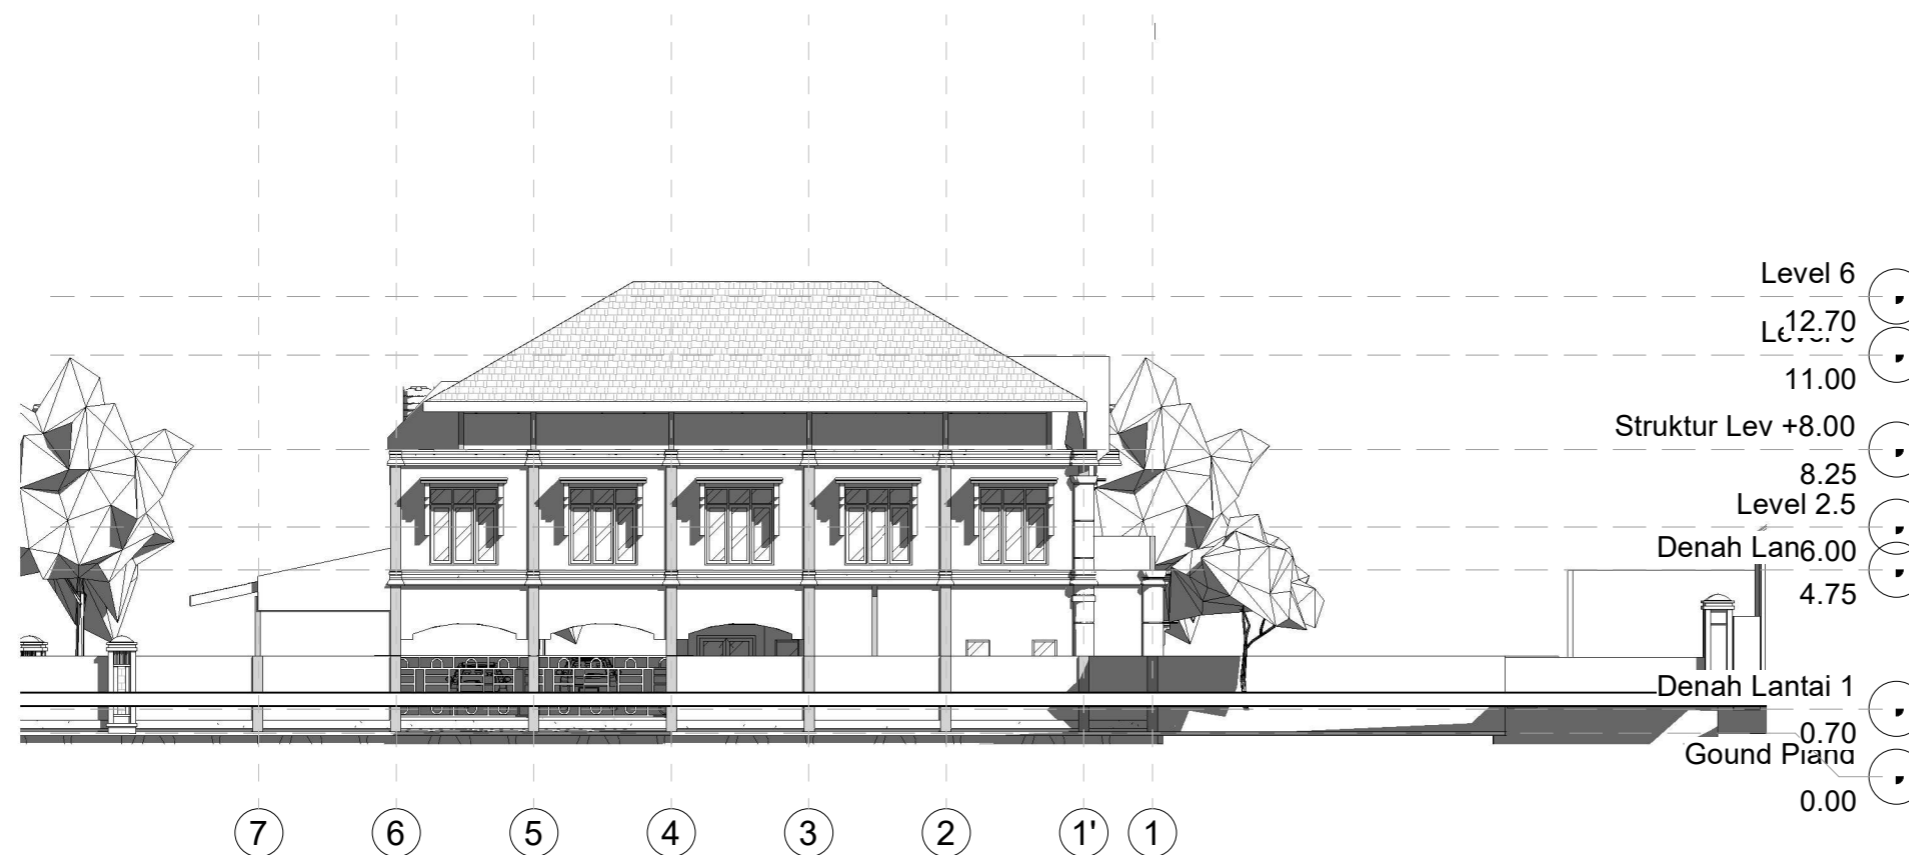 Level 6
12.70
11.00
Struktur Lev +8.00
8.25
Level 2.5
6.00
Denah Lan
4.75
Denah Lantai 1
0.70
Gound Pland
0.00
7 6 5 4 3 2 1' 1